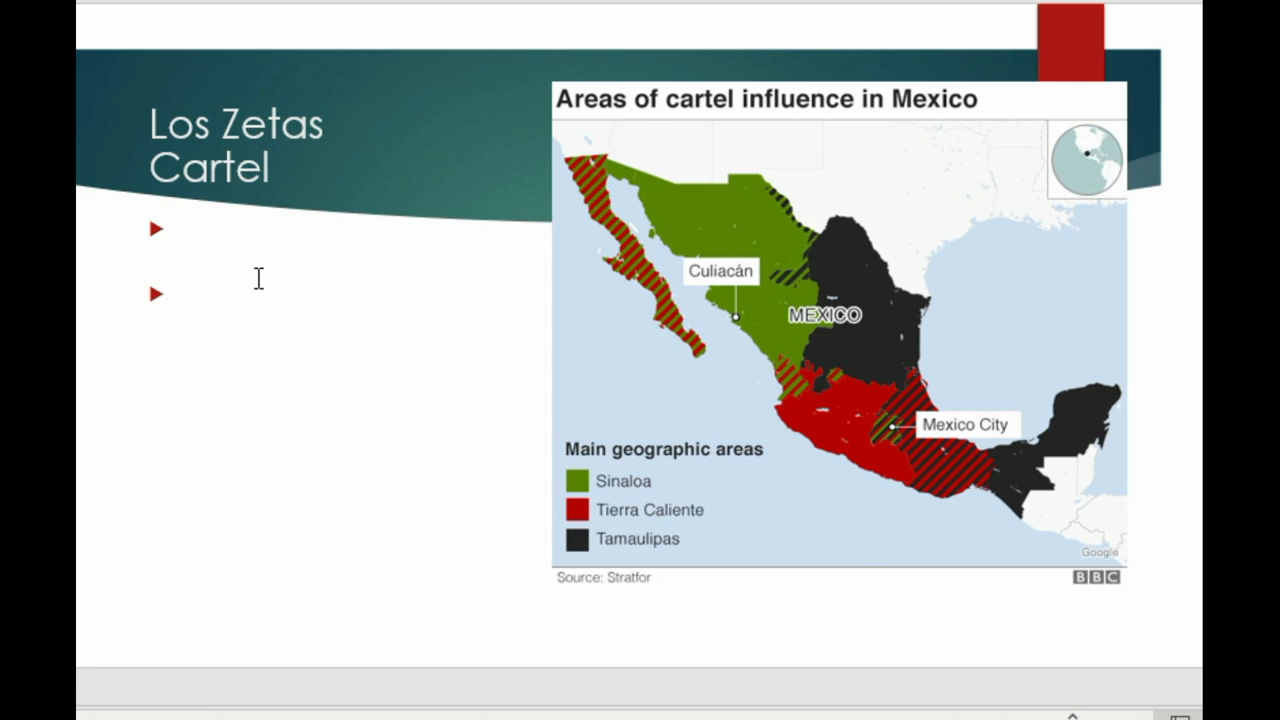 Los Zetas
Cartel
Areas of cartel influence in Mexico
Culiacán
MEXICO
Mexico City
Main geographic areas
Sinaloa
Tierra Caliente
Tamaulipas
Google
Source: Stratfor
BBC